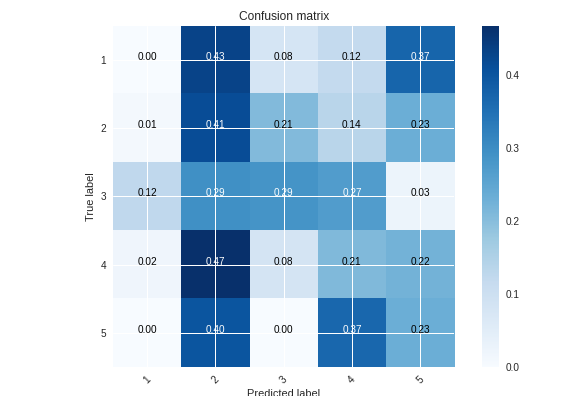 Confusion matrix
1 0.00 0.43 0.08 0.12 0.37
2 0.01 0.41 0.21 0.14 0.23
3 0.12 0.29 0.29 0.27 0.03
4 0.02 0.47 0.08 0.21 0.22
5 0.00 0.40 0.00 0.37 0.23
True label
1 2 3 4 5
Predicted label
0.4
0.3
0.2
0.1
0.0